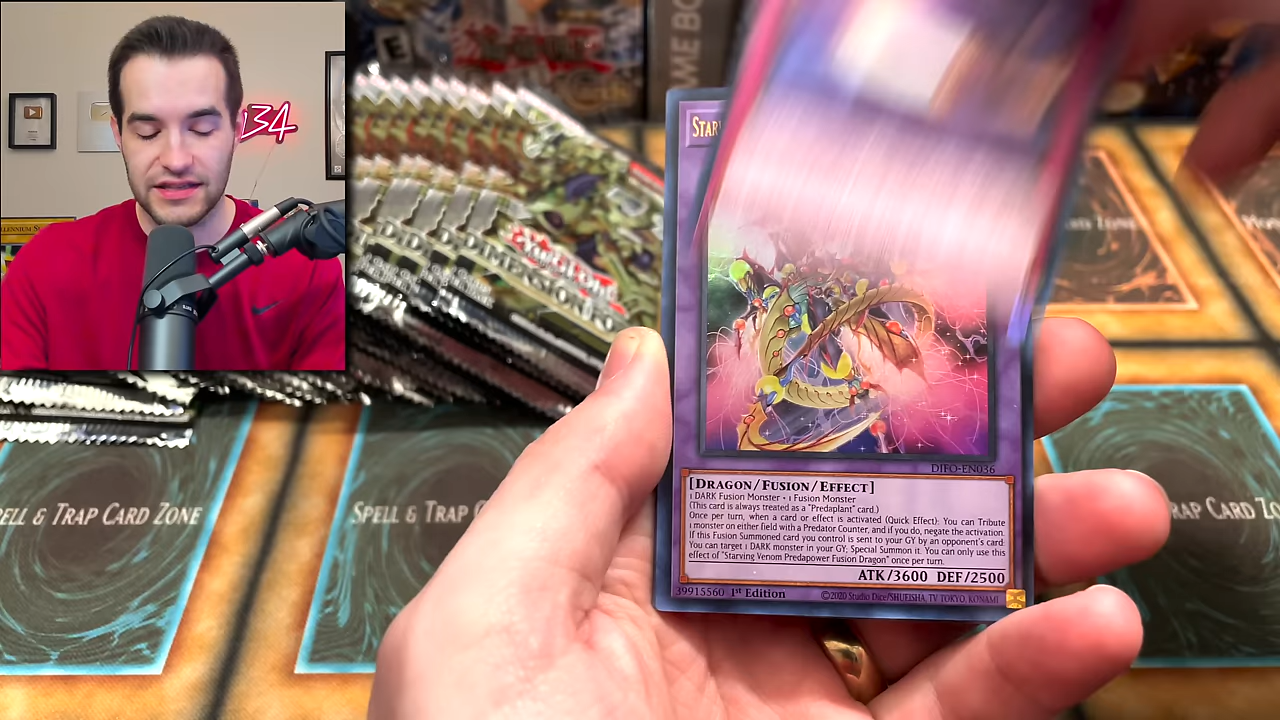 134
GAME BO
E
STAR
DIFO-EN036
[DRAGON/FUSION/EFFECT]
1 DARK Fusion Monster + 1 Fusion Monster
(This card is always treated as a "Predaplant" card.)
Once per turn, when a card or effect is activated (Quick Effect): You can Tribute
1 monster on either field with a Predator Counter, and if you do, negate the activation.
If this Fusion Summoned card you control is sent to your GY by an opponent's card:
You can target 1 DARK monster in your GY; Special Summon it. You can only use this
effect of "Starving Venom Predapower Fusion Dragon" once per turn.
ATK/3600 DEF/2500
39915560 1st Edition
©2020 Studio Dice/SHUEISHA, TV TOKYO, KONAMI
ELL & TRAP CARD ZONE
SPELL & TRAP C
RAP CARD ZO